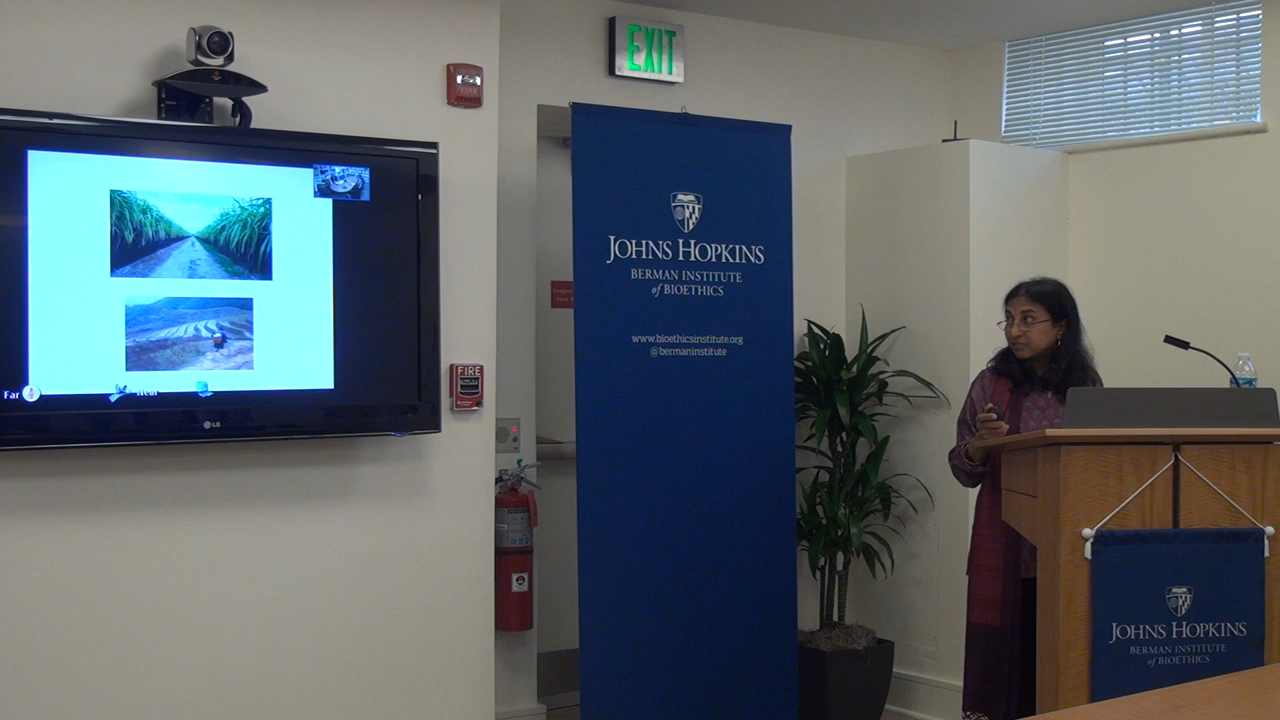 EXIT
FIRE
Far
LG
FIRE
JOHNS HOPKINS
BERMAN INSTITUTE
of BIOETHICS
www.bioethicsinstitute.org
@bermaninstitute
JOHNS HOPKINS
BERMAN INSTITUTE
of BIOETHICS